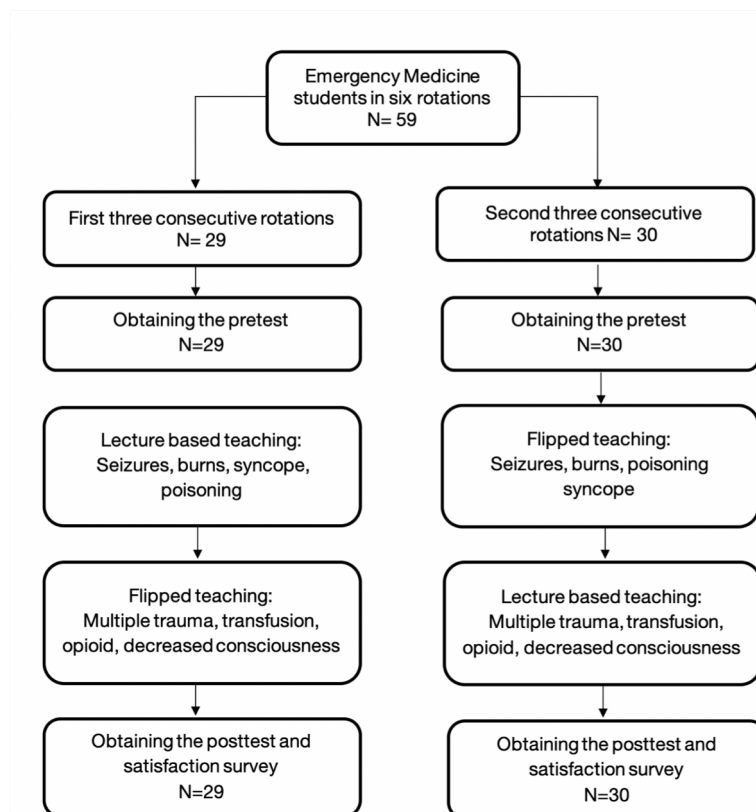 Emergency Medicine
students in six rotations
N= 59
First three consecutive rotations
N= 29
Second three consecutive
rotations N= 30
Obtaining the pretest
N=29
Obtaining the pretest
N=30
Lecture based teaching:
Seizures, burns, syncope,
poisoning
Flipped teaching:
Seizures, burns, poisoning
syncope
Flipped teaching:
Multiple trauma, transfusion,
opioid, decreased consciousness
Lecture based teaching:
Multiple trauma, transfusion,
opioid, decreased consciousness
Obtaining the posttest and
satisfaction survey
N=29
Obtaining the posttest and
satisfaction survey
N=30